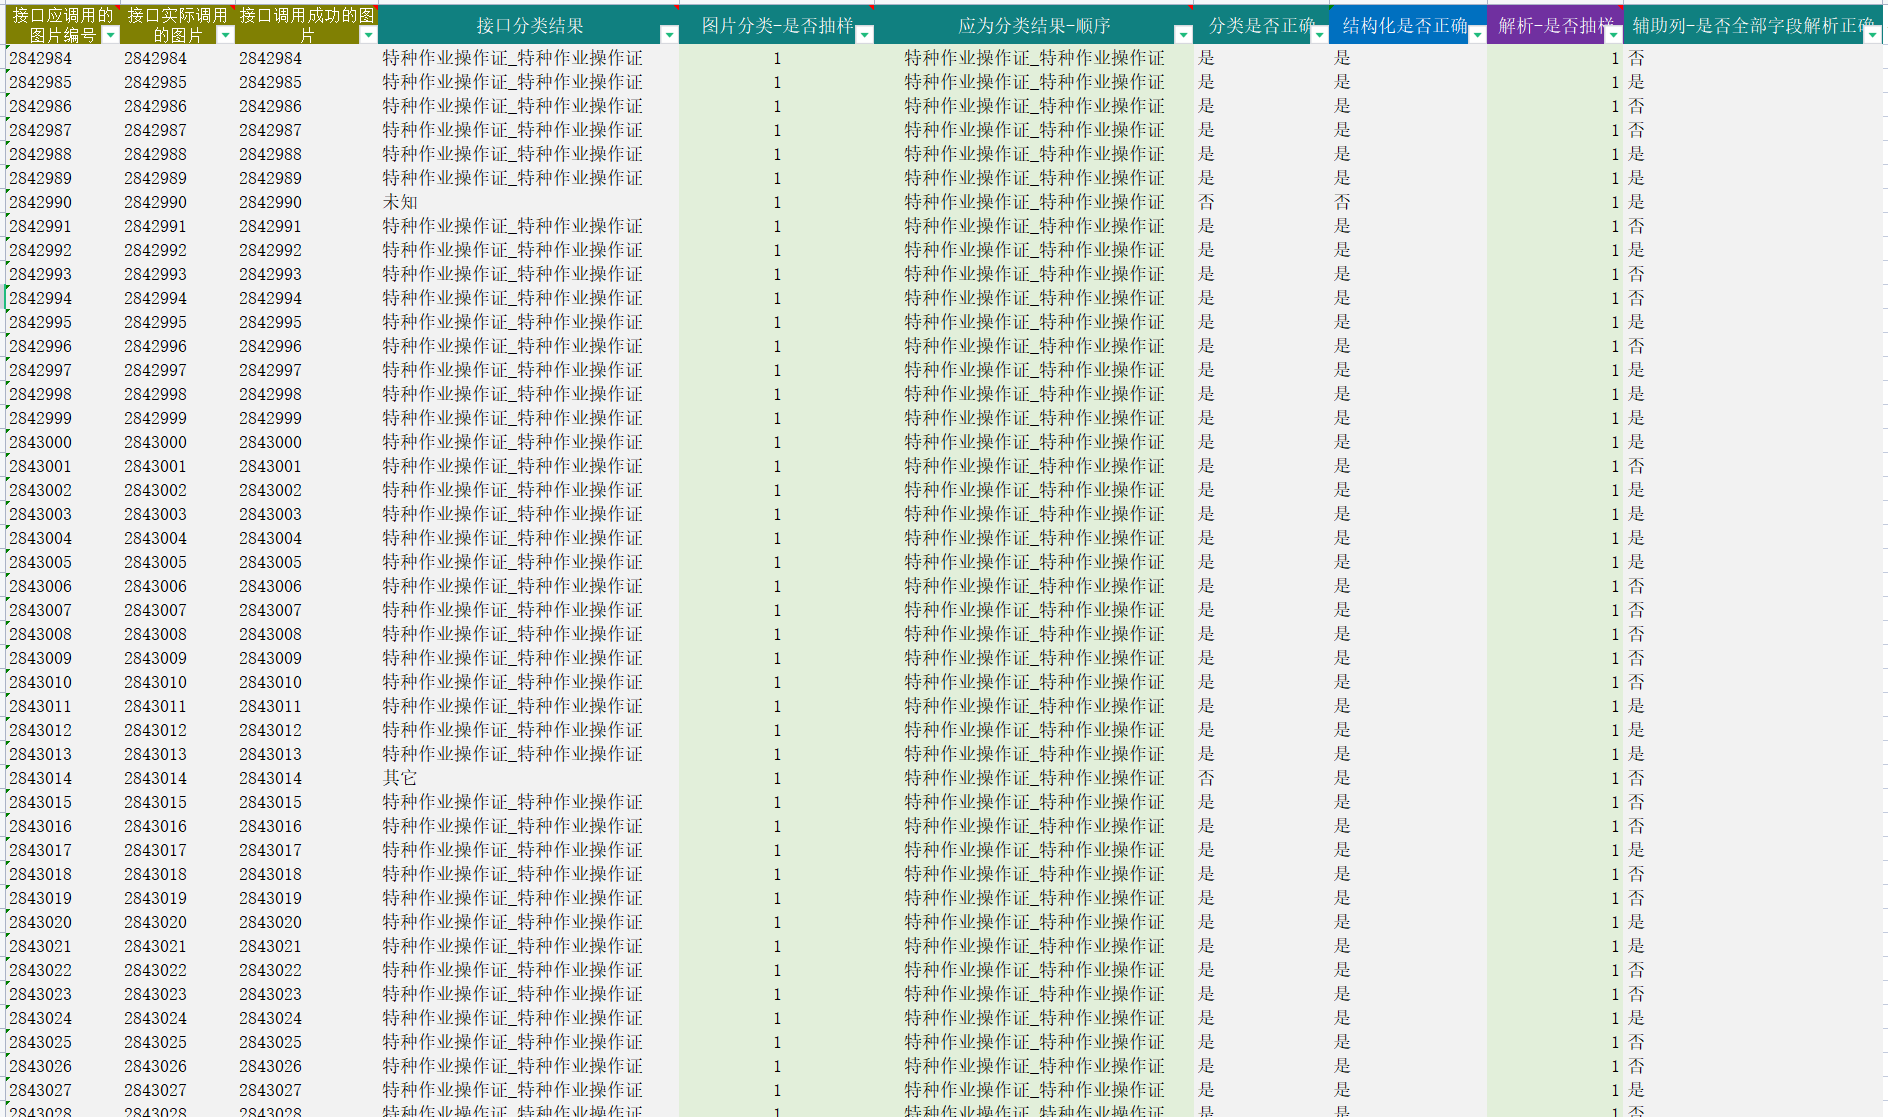 接口应调用的图片编号 接口实际调用的图片 接口调用成功的图片 接口分类结果 图片分类-是否抽样 应为分类结果-顺序 分类是否正确 结构化是否正确 解析-是否抽样 辅助列-是否全部字段解析正确
2842984 2842984 2842984 特种作业操作证_特种作业操作证 1 特种作业操作证_特种作业操作证 是 是 1 否
2842985 2842985 2842985 特种作业操作证_特种作业操作证 1 特种作业操作证_特种作业操作证 是 是 1 是
2842986 2842986 2842986 特种作业操作证_特种作业操作证 1 特种作业操作证_特种作业操作证 是 是 1 否
2842987 2842987 2842987 特种作业操作证_特种作业操作证 1 特种作业操作证_特种作业操作证 是 是 1 否
2842988 2842988 2842988 特种作业操作证_特种作业操作证 1 特种作业操作证_特种作业操作证 是 是 1 是
2842989 2842989 2842989 特种作业操作证_特种作业操作证 1 特种作业操作证_特种作业操作证 是 是 1 是
2842990 2842990 2842990 未知 1 特种作业操作证_特种作业操作证 否 否 1 是
2842991 2842991 2842991 特种作业操作证_特种作业操作证 1 特种作业操作证_特种作业操作证 是 是 1 否
2842992 2842992 2842992 特种作业操作证_特种作业操作证 1 特种作业操作证_特种作业操作证 是 是 1 是
2842993 2842993 2842993 特种作业操作证_特种作业操作证 1 特种作业操作证_特种作业操作证 是 是 1 否
2842994 2842994 2842994 特种作业操作证_特种作业操作证 1 特种作业操作证_特种作业操作证 是 是 1 否
2842995 2842995 2842995 特种作业操作证_特种作业操作证 1 特种作业操作证_特种作业操作证 是 是 1 是
2842996 2842996 2842996 特种作业操作证_特种作业操作证 1 特种作业操作证_特种作业操作证 是 是 1 否
2842997 2842997 2842997 特种作业操作证_特种作业操作证 1 特种作业操作证_特种作业操作证 是 是 1 是
2842998 2842998 2842998 特种作业操作证_特种作业操作证 1 特种作业操作证_特种作业操作证 是 是 1 是
2842999 2842999 2842999 特种作业操作证_特种作业操作证 1 特种作业操作证_特种作业操作证 是 是 1 是
2843000 2843000 2843000 特种作业操作证_特种作业操作证 1 特种作业操作证_特种作业操作证 是 是 1 是
2843001 2843001 2843001 特种作业操作证_特种作业操作证 1 特种作业操作证_特种作业操作证 是 是 1 否
2843002 2843002 2843002 特种作业操作证_特种作业操作证 1 特种作业操作证_特种作业操作证 是 是 1 是
2843003 2843003 2843003 特种作业操作证_特种作业操作证 1 特种作业操作证_特种作业操作证 是 是 1 是
2843004 2843004 2843004 特种作业操作证_特种作业操作证 1 特种作业操作证_特种作业操作证 是 是 1 是
2843005 2843005 2843005 特种作业操作证_特种作业操作证 1 特种作业操作证_特种作业操作证 是 是 1 是
2843006 2843006 2843006 特种作业操作证_特种作业操作证 1 特种作业操作证_特种作业操作证 是 是 1 否
2843007 2843007 2843007 特种作业操作证_特种作业操作证 1 特种作业操作证_特种作业操作证 是 是 1 否
2843008 2843008 2843008 特种作业操作证_特种作业操作证 1 特种作业操作证_特种作业操作证 是 是 1 否
2843009 2843009 2843009 特种作业操作证_特种作业操作证 1 特种作业操作证_特种作业操作证 是 是 1 否
2843010 2843010 2843010 特种作业操作证_特种作业操作证 1 特种作业操作证_特种作业操作证 是 是 1 否
2843011 2843011 2843011 特种作业操作证_特种作业操作证 1 特种作业操作证_特种作业操作证 是 是 1 是
2843012 2843012 2843012 特种作业操作证_特种作业操作证 1 特种作业操作证_特种作业操作证 是 是 1 是
2843013 2843013 2843013 特种作业操作证_特种作业操作证 1 特种作业操作证_特种作业操作证 是 是 1 是
2843014 2843014 2843014 其它 1 特种作业操作证_特种作业操作证 否 是 1 否
2843015 2843015 2843015 特种作业操作证_特种作业操作证 1 特种作业操作证_特种作业操作证 是 是 1 否
2843016 2843016 2843016 特种作业操作证_特种作业操作证 1 特种作业操作证_特种作业操作证 是 是 1 否
2843017 2843017 2843017 特种作业操作证_特种作业操作证 1 特种作业操作证_特种作业操作证 是 是 1 是
2843018 2843018 2843018 特种作业操作证_特种作业操作证 1 特种作业操作证_特种作业操作证 是 是 1 否
2843019 2843019 2843019 特种作业操作证_特种作业操作证 1 特种作业操作证_特种作业操作证 是 是 1 否
2843020 2843020 2843020 特种作业操作证_特种作业操作证 1 特种作业操作证_特种作业操作证 是 是 1 是
2843021 2843021 2843021 特种作业操作证_特种作业操作证 1 特种作业操作证_特种作业操作证 是 是 1 是
2843022 2843022 2843022 特种作业操作证_特种作业操作证 1 特种作业操作证_特种作业操作证 是 是 1 否
2843023 2843023 2843023 特种作业操作证_特种作业操作证 1 特种作业操作证_特种作业操作证 是 是 1 否
2843024 2843024 2843024 特种作业操作证_特种作业操作证 1 特种作业操作证_特种作业操作证 是 是 1 是
2843025 2843025 2843025 特种作业操作证_特种作业操作证 1 特种作业操作证_特种作业操作证 是 是 1 否
2843026 2843026 2843026 特种作业操作证_特种作业操作证 1 特种作业操作证_特种作业操作证 是 是 1 否
2843027 2843027 2843027 特种作业操作证_特种作业操作证 1 特种作业操作证_特种作业操作证 是 是 1 是
2843028 2843028 2843028 特种作业操作证_特种作业操作证 1 特种作业操作证_特种作业操作证 是 是 1 否